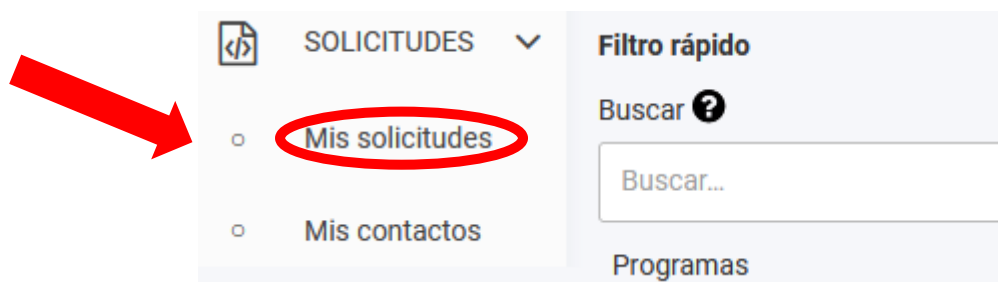 SOLICITUDES
Mis solicitudes
Mis contactos
Filtro rápido
Buscar
Buscar...
Programas